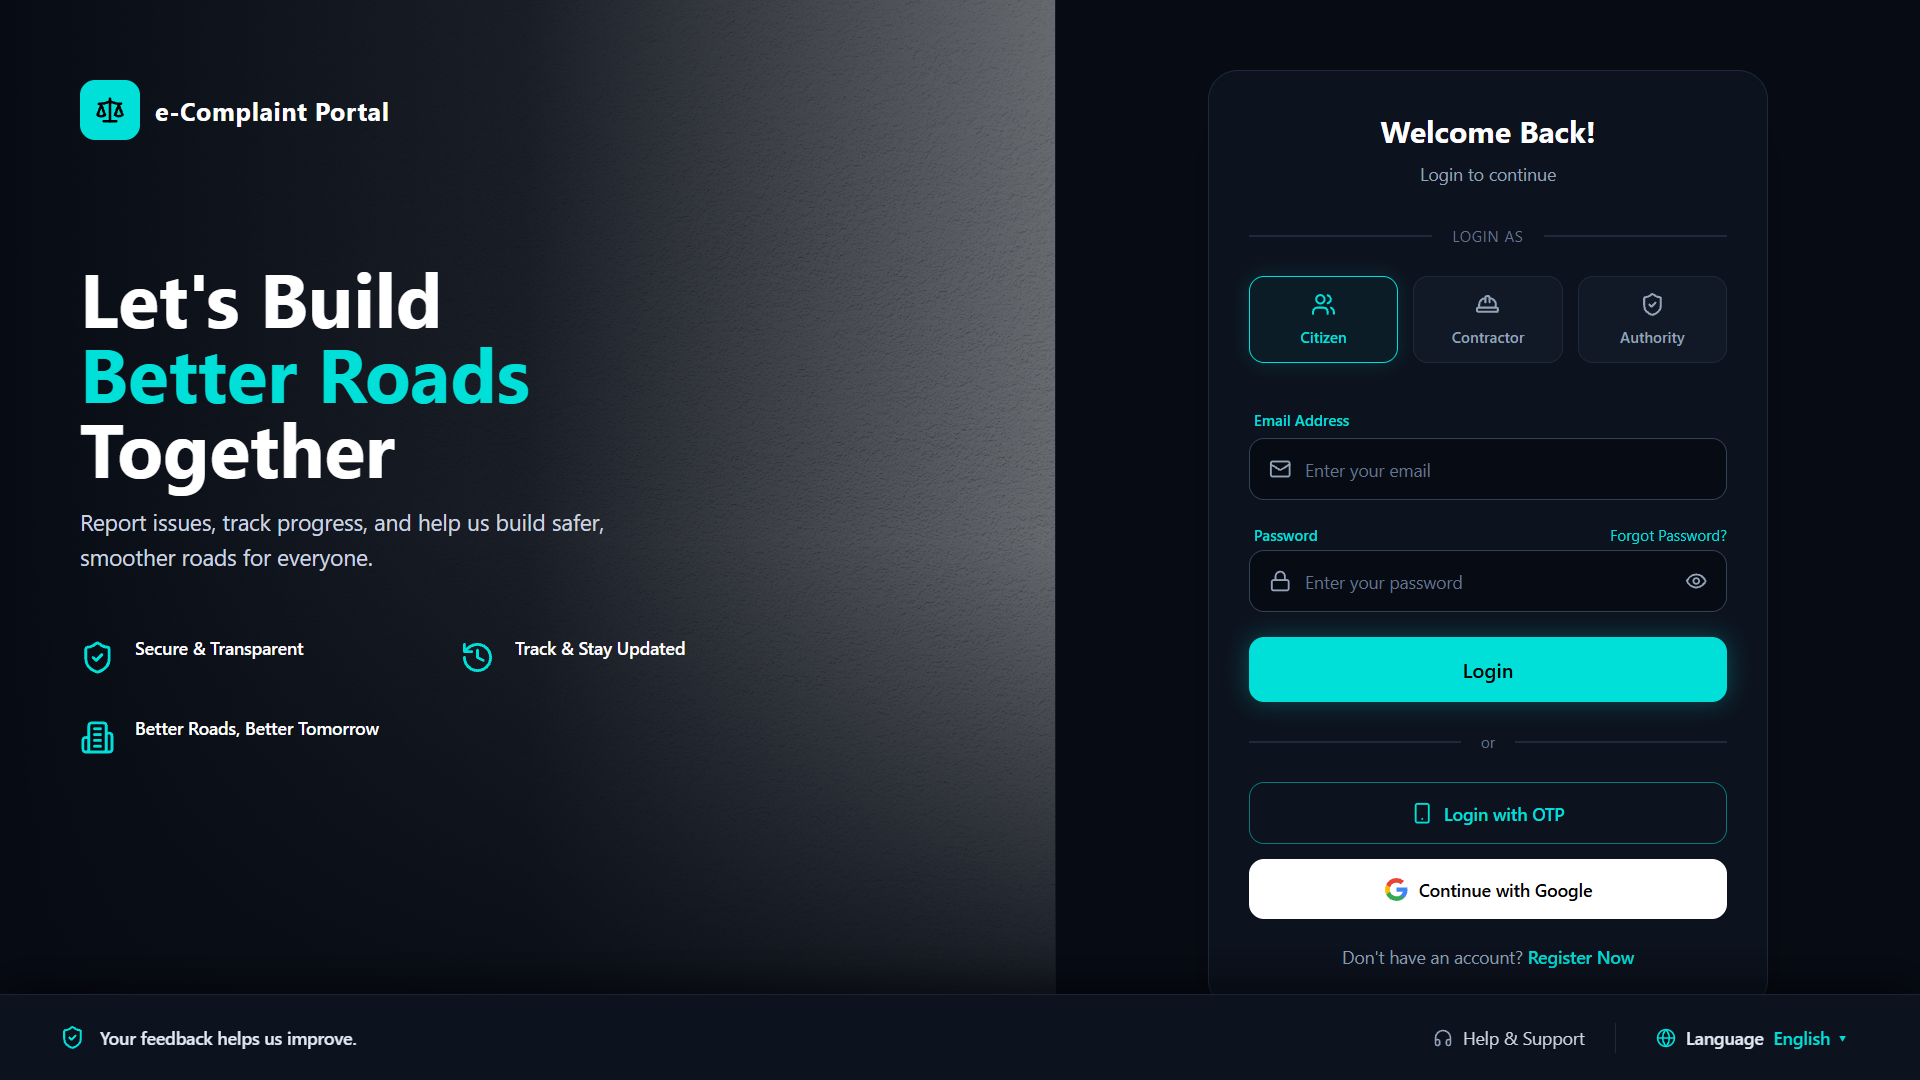 e-Complaint Portal
Let's Build
Better Roads
Together
Report issues, track progress, and help us build safer,
smoother roads for everyone.
Secure & Transparent
Track & Stay Updated
Better Roads, Better Tomorrow
Welcome Back!
Login to continue
LOGIN AS
Citizen
Contractor
Authority
Email Address
Enter your email
Password
Forgot Password?
Enter your password
Login
or
Login with OTP
Continue with Google
Don't have an account? Register Now
Your feedback helps us improve.
Help & Support
Language English